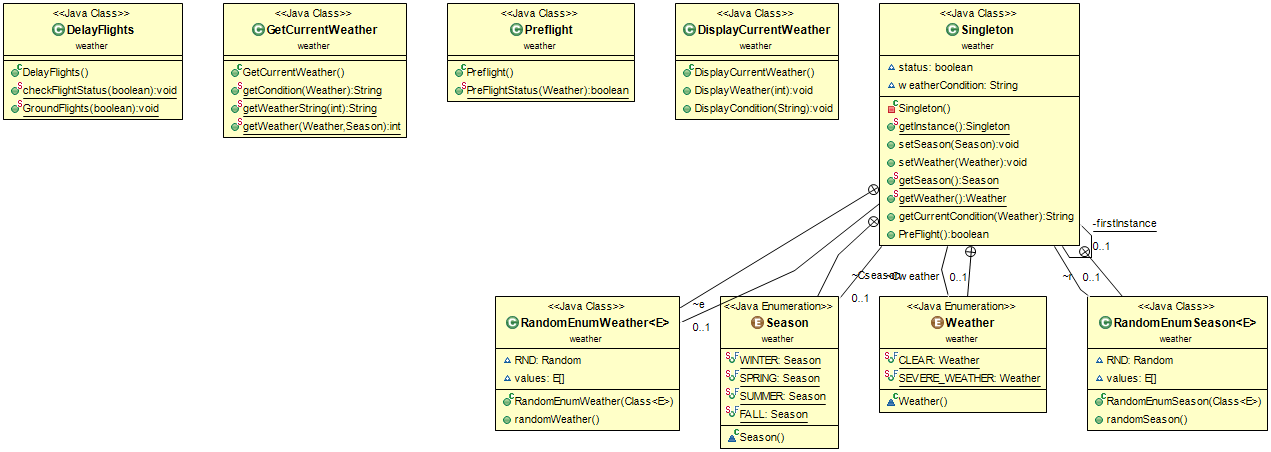 <<Java Class>>
DelayFlights
weather
DelayFlights()
checkFlightStatus(boolean):void
GroundFlights(boolean):void
<<Java Class>>
GetCurrentWeather
weather
GetCurrentWeather()
getCondition(Weather):String
getWeatherString(int):String
getWeather(Weather,Season):int
<<Java Class>>
Preflight
weather
Preflight()
PreFlightStatus(Weather):boolean
<<Java Class>>
DisplayCurrentWeather
weather
DisplayCurrentWeather()
DisplayWeather(int):void
DisplayCondition(String):void
<<Java Class>>
Singleton
weather
status: boolean
weatherCondition: String
Singleton()
getInstance():Singleton
setSeason(Season):void
setWeather(Weather):void
getSeason():Season
getWeather():Weather
getCurrentCondition(Weather):String
PreFlight():boolean
-firstInstance
0..1
~e
0..1
~Cseason
0..1
~Cweather
0..1
~r
0..1
<<Java Class>>
RandomEnumWeather<E>
weather
RND: Random
values: E[]
RandomEnumWeather(Class<E>)
randomWeather()
<<Java Enumeration>>
Season
weather
WINTER: Season
SPRING: Season
SUMMER: Season
FALL: Season
Season()
<<Java Enumeration>>
Weather
weather
CLEAR: Weather
SEVERE_WEATHER: Weather
Weather()
<<Java Class>>
RandomEnumSeason<E>
weather
RND: Random
values: E[]
RandomEnumSeason(Class<E>)
randomSeason()